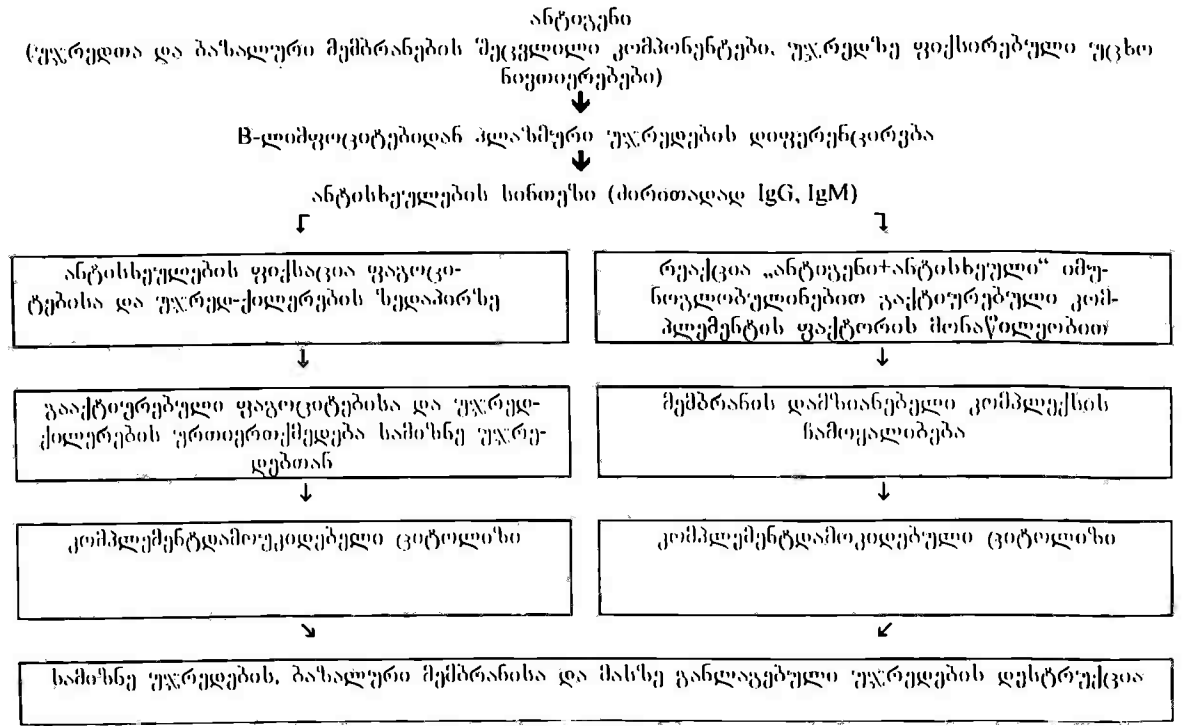 ანტიგენი
(უჯრედთა და ბაზალური მემბრანების შეცვლილი კომპონენტები, უჯრედზე ფიქსირებული უცხო
ნივთიერებები)
B-ლიმფოციტებიდან პლაზმური უჯრედების დიფერენცირება
ანტისხეულების სინთეზი (ძირითადად IgG, IgM)
ანტისხეულების ფიქსაცია ფაგოცი-
ტებისა და უჯრედ-ქილერების ზედაპირზე
რეაქცია „ანტიგენი+ანტისხეული“ იმუ-
ნოგლობულინებით გაქტიურებული კომ-
პლემენტის ფაქტორის მონაწილეობით
გააქტიურებული ფაგოციტებისა და უჯრედ-
ქილერების ურთიერთქმედება სამიზნე უჯრე-
დებთან
მემბრანის დამზიანებელი კომპლექსის
ჩამოყალიბება
კომპლემენტდამოუკიდებელი ციტოლიზი
კომპლემენტდამოკიდებული ციტოლიზი
სამიზნე უჯრედების, ბაზალური მემბრანისა და მასზე განლაგებული უჯრედების დესტრუქცია